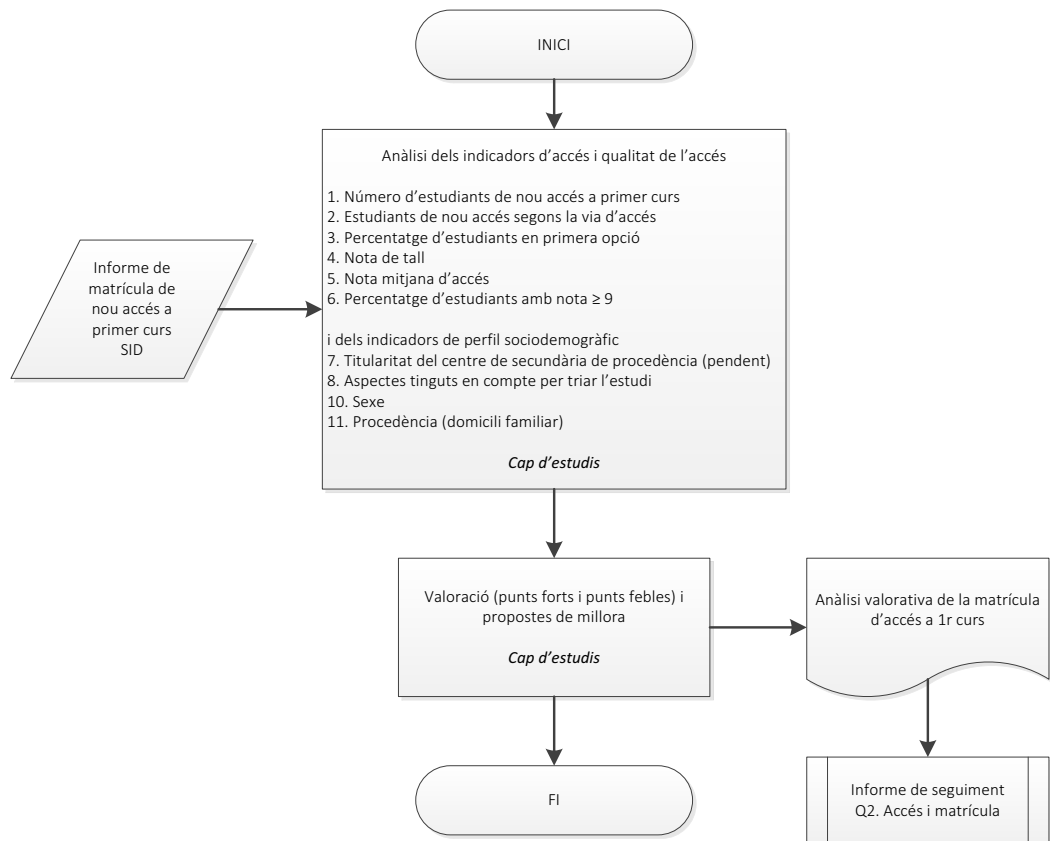 INICI
Anàlisi dels indicadors d’accés i qualitat de l’accés
1. Número d’estudiants de nou accés a primer curs
2. Estudiants de nou accés segons la via d’accés
3. Percentatge d’estudiants en primera opció
4. Nota de tall
5. Nota mitjana d’accés
6. Percentatge d’estudiants amb nota ≥ 9
i dels indicadors de perfil sociodemogràfic
7. Titularitat del centre de secundària de procedència (pendent)
8. Aspectes tinguts en compte per triar l’estudi
10. Sexe
11. Procedència (domicili familiar)
Cap d’estudis
Informe de
matrícula de
nou accés a
primer curs
SID
Valoració (punts forts i punts febles) i
propostes de millora
Cap d’estudis
Anàlisi valorativa de la matrícula
d’accés a 1r curs
FI
Informe de seguiment
Q2. Accés i matrícula